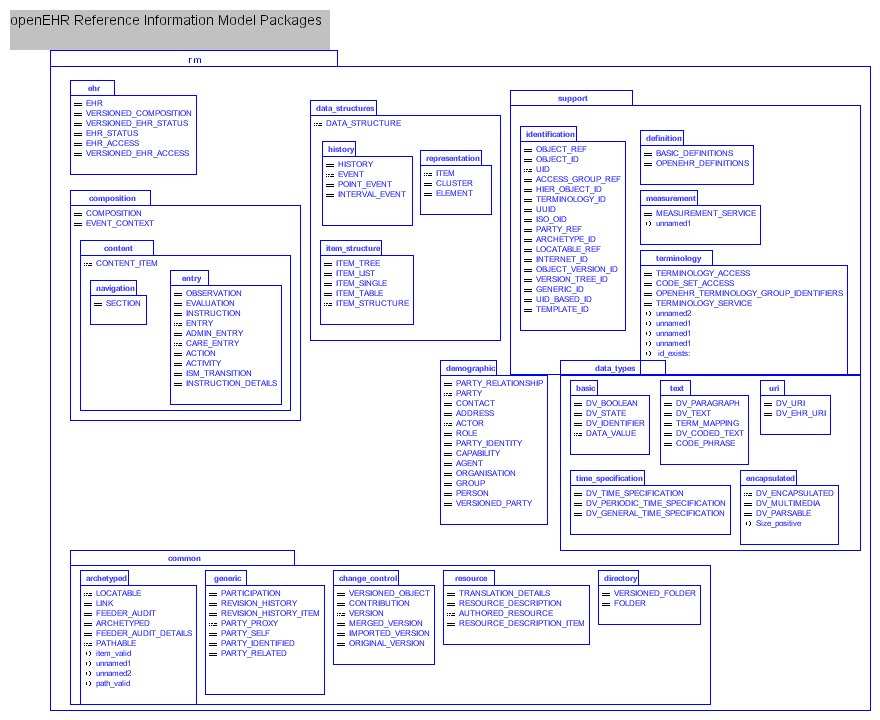 openEHR Reference Information Model Packages
rm
ehr
EHR
VERSIONED_COMPOSITION
VERSIONED_EHR_STATUS
EHR_STATUS
EHR_ACCESS
VERSIONED_EHR_ACCESS
composition
COMPOSITION
EVENT_CONTEXT
content
CONTENT_ITEM
navigation
SECTION
entry
OBSERVATION
EVALUATION
INSTRUCTION
ENTRY
ADMIN_ENTRY
CARE_ENTRY
ACTION
ACTIVITY
ISM_TRANSITION
INSTRUCTION_DETAILS
data_structures
DATA_STRUCTURE
history
HISTORY
EVENT
POINT_EVENT
INTERVAL_EVENT
representation
ITEM
CLUSTER
ELEMENT
item_structure
ITEM_TREE
ITEM_LIST
ITEM_SINGLE
ITEM_TABLE
ITEM_STRUCTURE
support
identification
OBJECT_REF
OBJECT_ID
UID
ACCESS_GROUP_REF
HIER_OBJECT_ID
TERMINOLOGY_ID
UUID
ISO_OID
PARTY_REF
ARCHETYPE_ID
LOCATABLE_REF
INTERNET_ID
OBJECT_VERSION_ID
VERSION_TREE_ID
GENERIC_ID
UID_BASED_ID
TEMPLATE_ID
definition
BASIC_DEFINITIONS
OPENEHR_DEFINITIONS
measurement
MEASUREMENT_SERVICE
unnamed1
terminology
TERMINOLOGY_ACCESS
CODE_SET_ACCESS
OPENEHR_TERMINOLOGY_GROUP_IDENTIFIERS
TERMINOLOGY_SERVICE
unnamed2
unnamed1
unnamed1
unnamed1
id_exists:
demographic
PARTY_RELATIONSHIP
PARTY
CONTACT
ADDRESS
ACTOR
ROLE
PARTY_IDENTITY
CAPABILITY
AGENT
ORGANISATION
GROUP
PERSON
VERSIONED_PARTY
data_types
basic
DV_BOOLEAN
DV_STATE
DV_IDENTIFIER
DATA_VALUE
text
DV_PARAGRAPH
DV_TEXT
TERM_MAPPING
DV_CODED_TEXT
CODE_PHRASE
uri
DV_URI
DV_EHR_URI
time_specification
DV_TIME_SPECIFICATION
DV_PERIODIC_TIME_SPECIFICATION
DV_GENERAL_TIME_SPECIFICATION
encapsulated
DV_ENCAPSULATED
DV_MULTIMEDIA
DV_PARSABLE
Size_positive
common
archetyped
LOCATABLE
LINK
FEEDER_AUDIT
ARCHETYPED
FEEDER_AUDIT_DETAILS
PATHABLE
item_valid
unnamed1
unnamed2
path_valid
generic
PARTICIPATION
REVISION_HISTORY
REVISION_HISTORY_ITEM
PARTY_PROXY
PARTY_SELF
PARTY_IDENTIFIED
PARTY_RELATED
change_control
VERSIONED_OBJECT
CONTRIBUTION
VERSION
MERGED_VERSION
IMPORTED_VERSION
ORIGINAL_VERSION
resource
TRANSLATION_DETAILS
RESOURCE_DESCRIPTION
AUTHORED_RESOURCE
RESOURCE_DESCRIPTION_ITEM
directory
VERSIONED_FOLDER
FOLDER